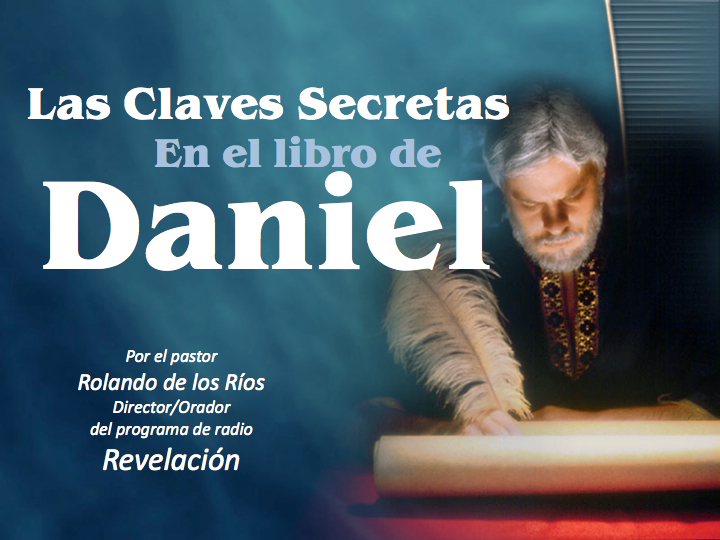 Las Claves Secretas
En el libro de
Daniel
Por el pastor
Rolando de los Ríos
Director/Orador
del programa de radio
Revelación